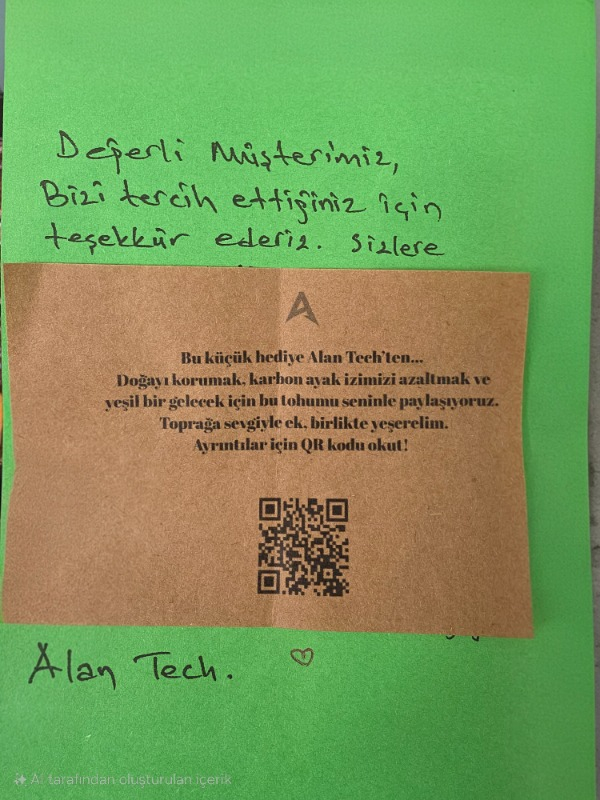 Değerli Müşterimiz,
Bizi tercih ettiğiniz için
teşekkür ederiz. Sizlere
Bu küçük hediye Alan Tech'ten...
Doğayı korumak, karbon ayak izimizi azaltmak ve
yeşil bir gelecek için bu tohumu seninle paylaşıyoruz.
Toprağa sevgiyle ek, birlikte yeşerelim.
Ayrıntılar için QR kodu okut!
Alan Tech.
AI tarafından oluşturulan içerik